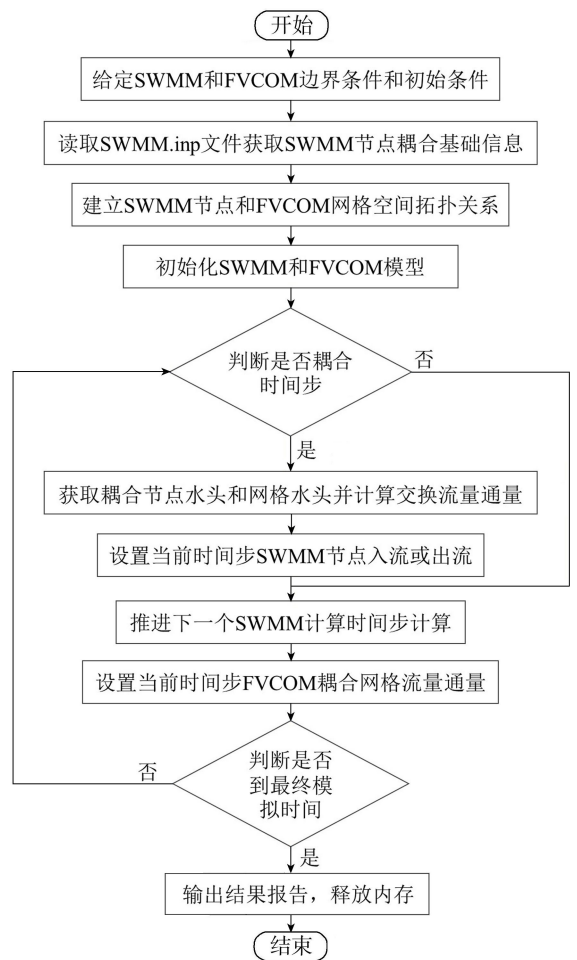 开始
给定SWMM和FVCOM边界条件和初始条件
读取SWMM.inp文件获取SWMM节点耦合基础信息
建立SWMM节点和FVCOM网格空间拓扑关系
初始化SWMM和FVCOM模型
判断是否耦合
时间步
否
是
获取耦合节点水头和网格水头并计算交换流量通量
设置当前时间步SWMM节点入流或出流
推进下一个SWMM计算时间步计算
设置当前时间步FVCOM耦合网格流量通量
判断是否
到最终模
拟时间
否
是
输出结果报告，释放内存
结束